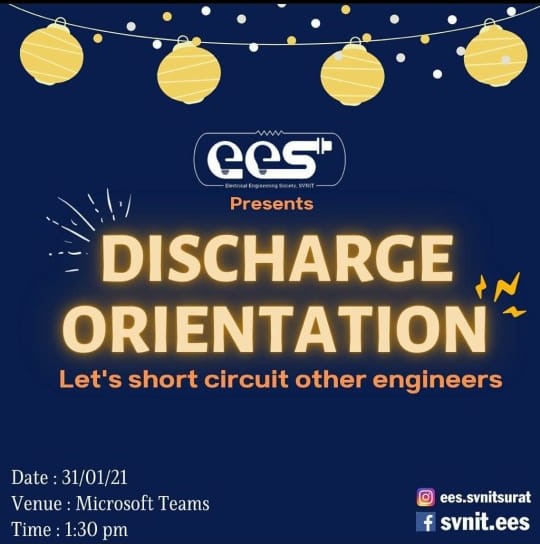 ees
Electrical Engineering Society, SVNIT
Presents
DISCHARGE
ORIENTATION
Let's short circuit other engineers
Date : 31/01/21
Venue : Microsoft Teams
Time : 1:30 pm
ees.svnitsurat
svnit.ees